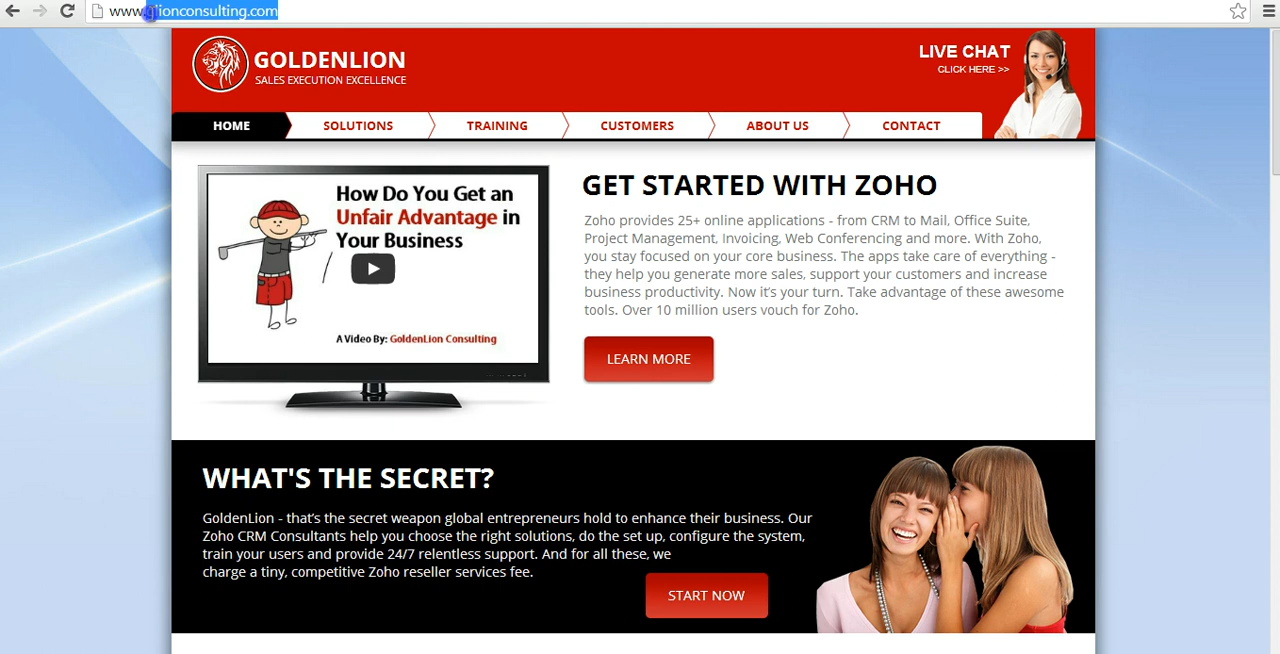 www.glionconsulting.com
GOLDENLION
SALES EXECUTION EXCELLENCE
LIVE CHAT
CLICK HERE >>
HOME
SOLUTIONS
TRAINING
CUSTOMERS
ABOUT US
CONTACT
How Do You Get an
Unfair Advantage in
Your Business
A Video By: GoldenLion Consulting
GET STARTED WITH ZOHO
Zoho provides 25+ online applications - from CRM to Mail, Office Suite,
Project Management, Invoicing, Web Conferencing and more. With Zoho,
you stay focused on your core business. The apps take care of everything -
they help you generate more sales, support your customers and increase
business productivity. Now it's your turn. Take advantage of these awesome
tools. Over 10 million users vouch for Zoho.
LEARN MORE
WHAT'S THE SECRET?
GoldenLion - that's the secret weapon global entrepreneurs hold to enhance their business. Our
Zoho CRM Consultants help you choose the right solutions, do the set up, configure the system,
train your users and provide 24/7 relentless support. And for all these, we
charge a tiny, competitive Zoho reseller services fee.
START NOW